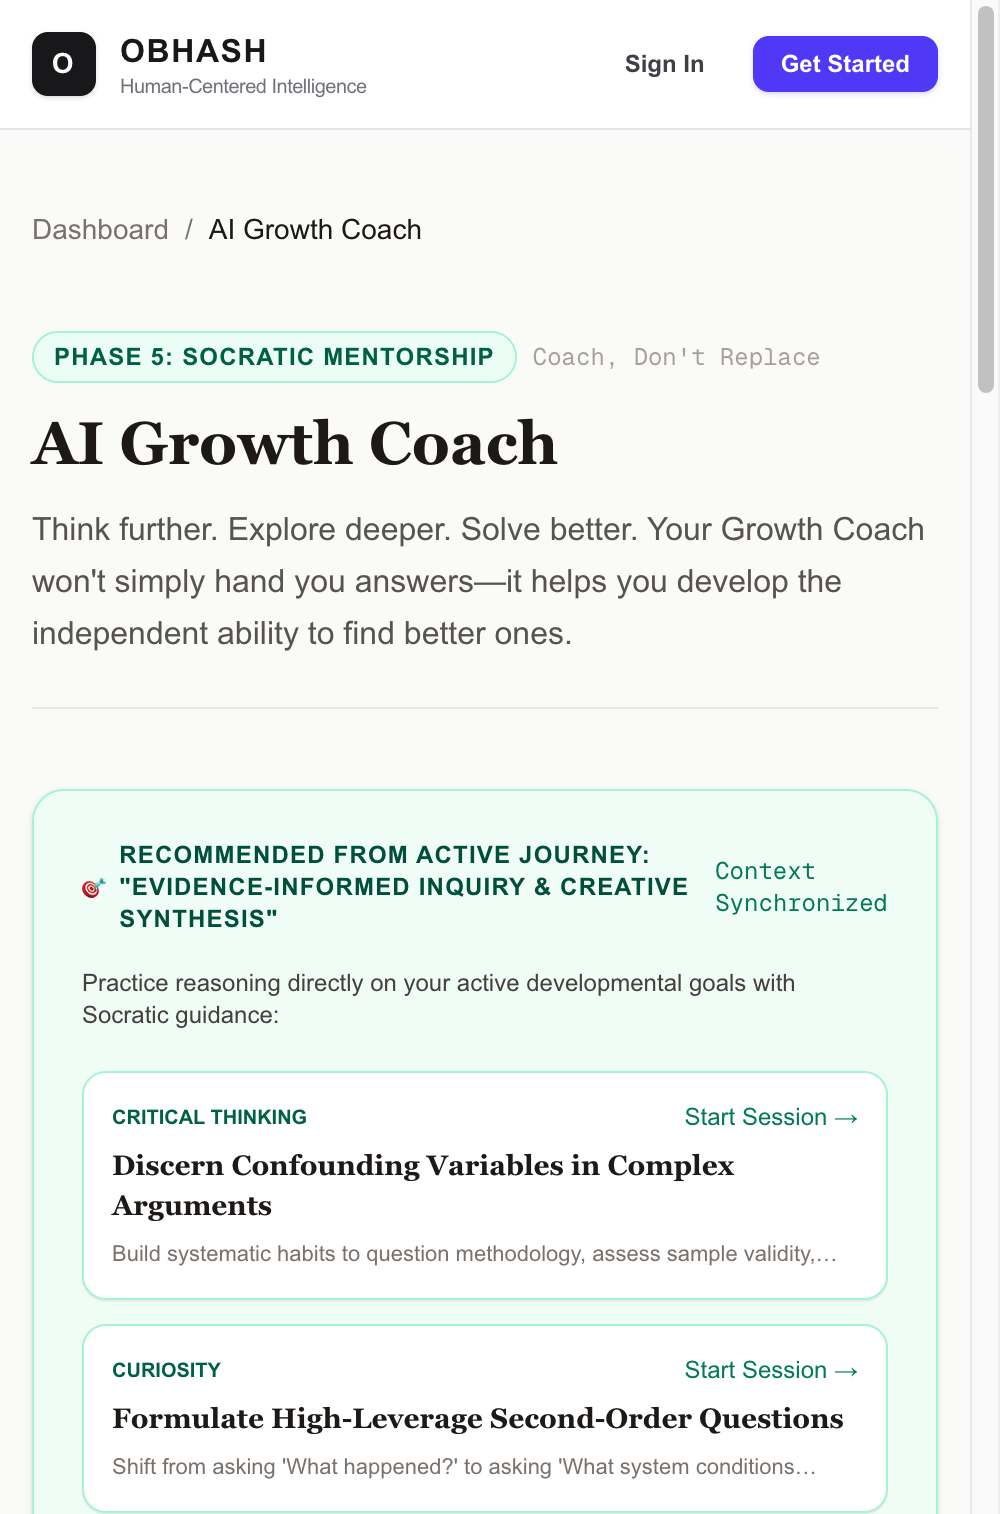 O
OBHASH
Human-Centered Intelligence
Sign In
Get Started
Dashboard / AI Growth Coach
PHASE 5: SOCRATIC MENTORSHIP
Coach, Don't Replace
AI Growth Coach
Think further. Explore deeper. Solve better. Your Growth Coach
won't simply hand you answers—it helps you develop the
independent ability to find better ones.
RECOMMENDED FROM ACTIVE JOURNEY:
"EVIDENCE-INFORMED INQUIRY & CREATIVE
SYNTHESIS"
Context
Synchronized
Practice reasoning directly on your active developmental goals with
Socratic guidance:
CRITICAL THINKING
Start Session →
Discern Confounding Variables in Complex
Arguments
Build systematic habits to question methodology, assess sample validity,…
CURIOSITY
Start Session →
Formulate High-Leverage Second-Order Questions
Shift from asking 'What happened?' to asking 'What system conditions…